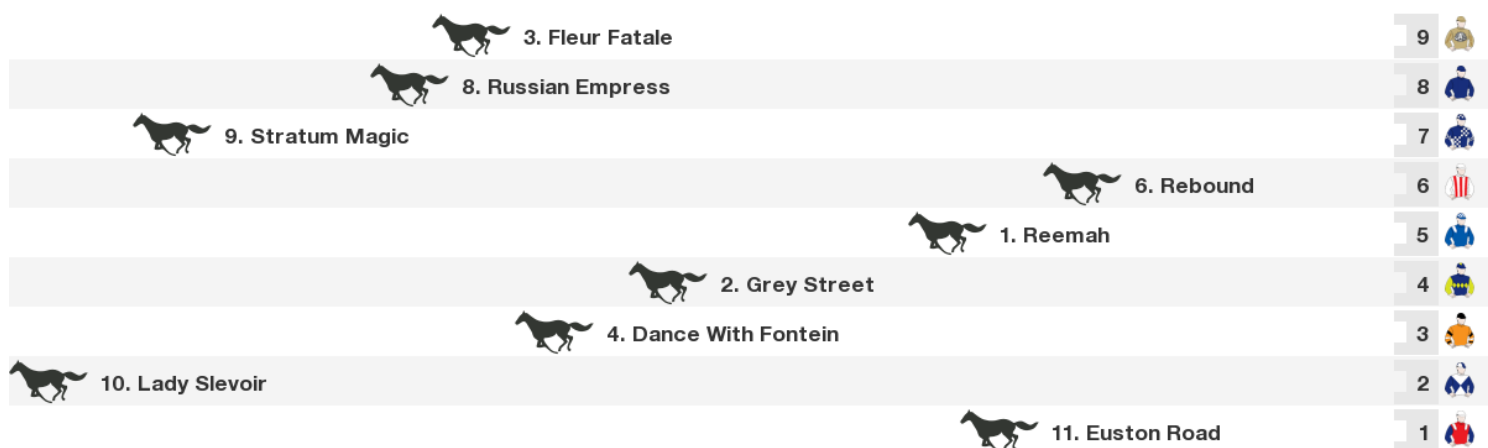 3. Fleur Fatale 9
8. Russian Empress 8
9. Stratum Magic 7
6. Rebound 6
1. Reemah 5
2. Grey Street 4
4. Dance With Fontein 3
10. Lady Slevoir 2
11. Euston Road 1